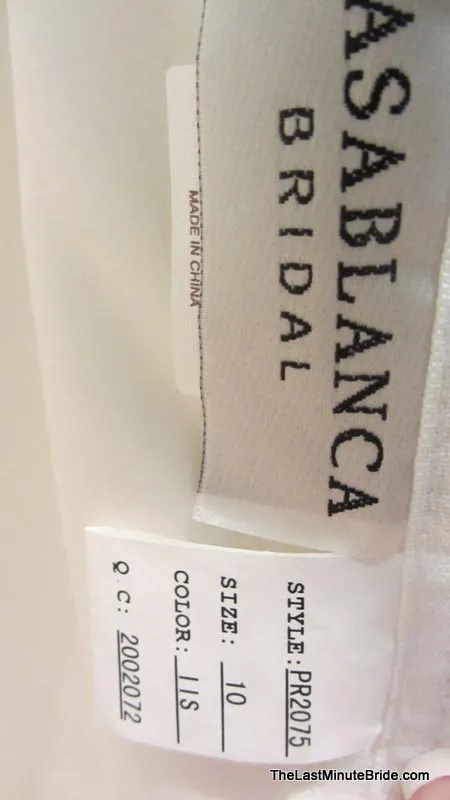 ASABLANCA
BRIDAL
MADE IN CHINA
STYLE: PR2075
SIZE: 10
COLOR: IIS
Q.C: 2002072
TheLastMinuteBride.com